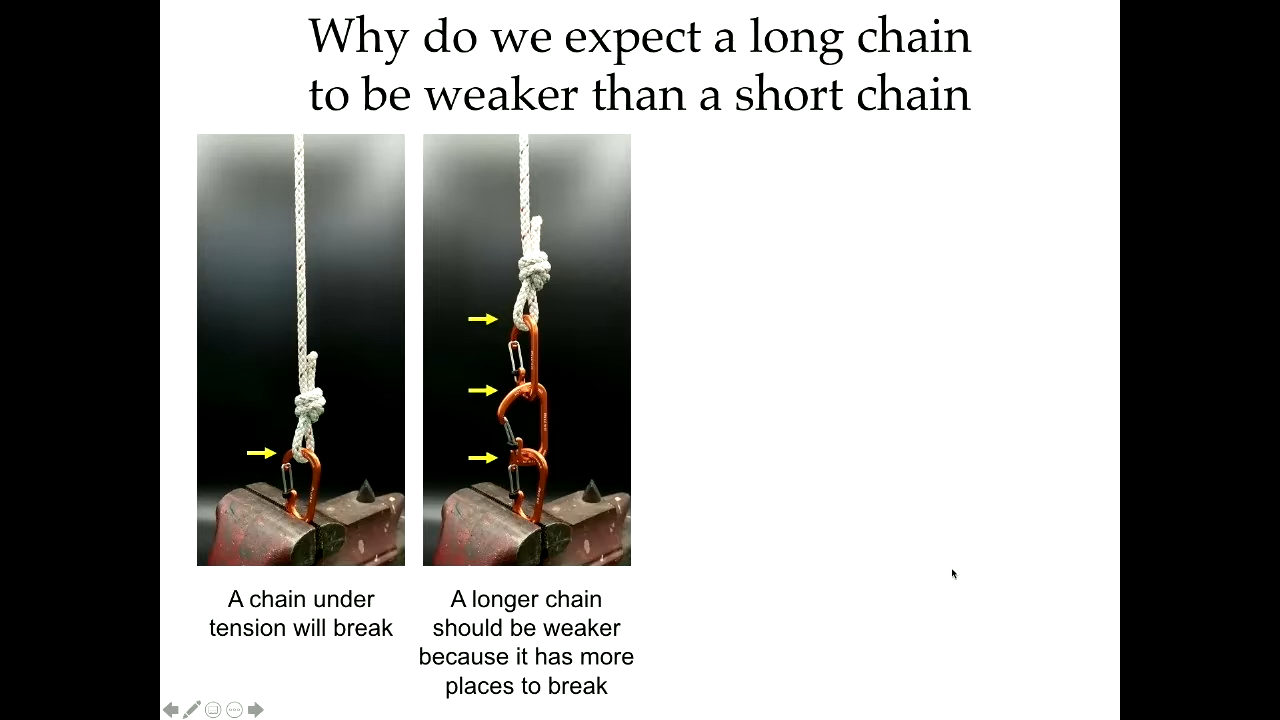 Why do we expect a long chain
to be weaker than a short chain
A chain under
tension will break
A longer chain
should be weaker
because it has more
places to break